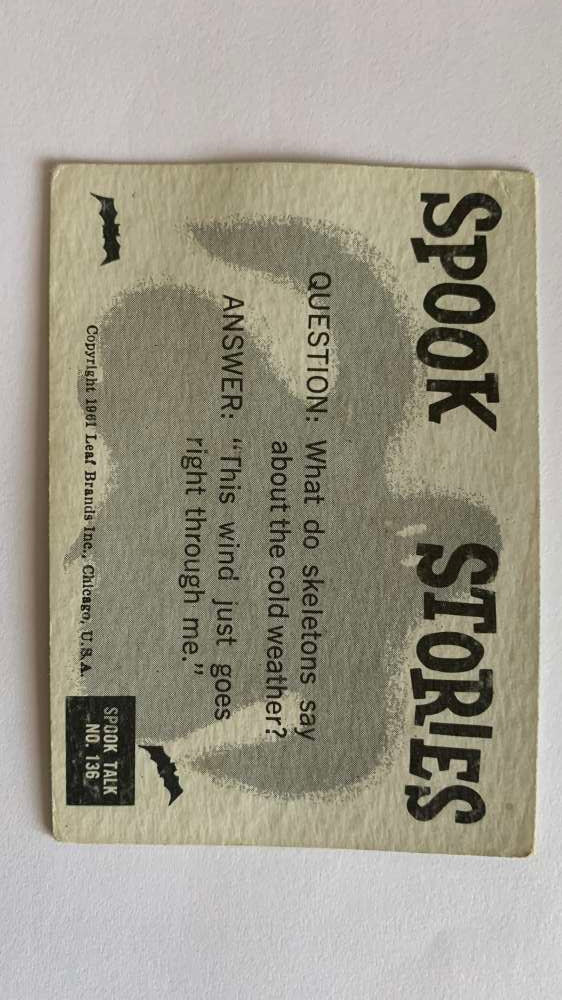 SPOOK STORIES
QUESTION: What do skeletons say
about the cold weather?
ANSWER: "This wind just goes
right through me."
Copyright 1961 Leaf Brands Inc., Chicago, U.S.A.
SPOOK TALK
NO. 136